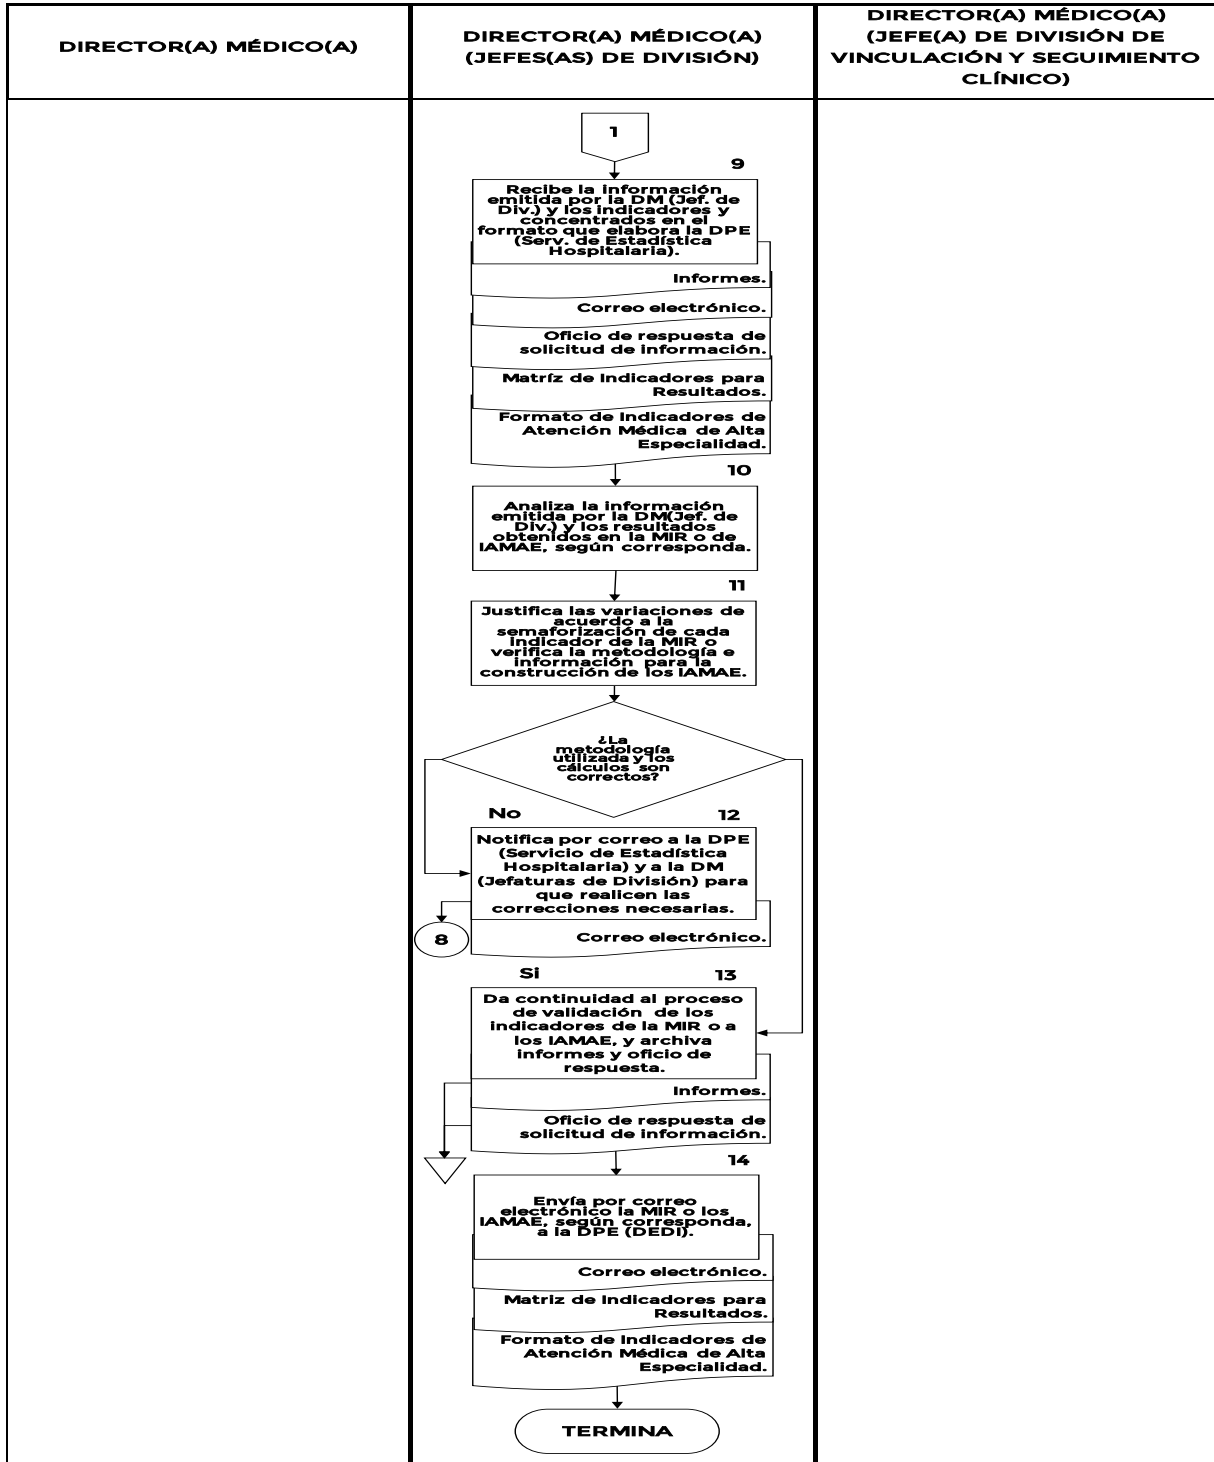 DIRECTOR(A) MÉDICO(A)
DIRECTOR(A) MÉDICO(A)
(JEFES(AS) DE DIVISIÓN)
DIRECTOR(A) MÉDICO(A)
(JEFE(A) DE DIVISIÓN DE
VINCULACIÓN Y SEGUIMIENTO
CLÍNICO)
1
9
Recibe la información
emitida por la DM (Jef. de
Div.) y los indicadores y
concentrados en el
formato que elabora la DPE
(Serv. de Estadística
Hospitalaria).
Informes.
Correo electrónico.
Oficio de respuesta de
solicitud de información.
Matríz de Indicadores para
Resultados.
Formato de Indicadores de
Atención Médica de Alta
Especialidad.
10
Analiza la información
emitida por la DM(Jef. de
Div.) y los resultados
obtenidos en la MIR o de
IAMAE, según corresponda.
11
Justifica las variaciones de
acuerdo a la
semaforización de cada
indicador de la MIR o
verifica la metodología e
información para la
construcción de los IAMAE.
¿La
metodología
utilizada y los
cálculos son
correctos?
No
12
Notifica por correo a la DPE
(Servicio de Estadística
Hospitalaria) y a la DM
(Jefaturas de División) para
que realicen las
correcciones necesarias.
8
Correo electrónico.
Si
13
Da continuidad al proceso
de validación de los
indicadores de la MIR o a
los IAMAE, y archiva
informes y oficio de
respuesta.
Informes.
Oficio de respuesta de
solicitud de información.
14
Envía por correo
electrónico la MIR o los
IAMAE, según corresponda,
a la DPE (DEDI).
Correo electrónico.
Matriz de Indicadores para
Resultados.
Formato de Indicadores de
Atención Médica de Alta
Especialidad.
TERMINA